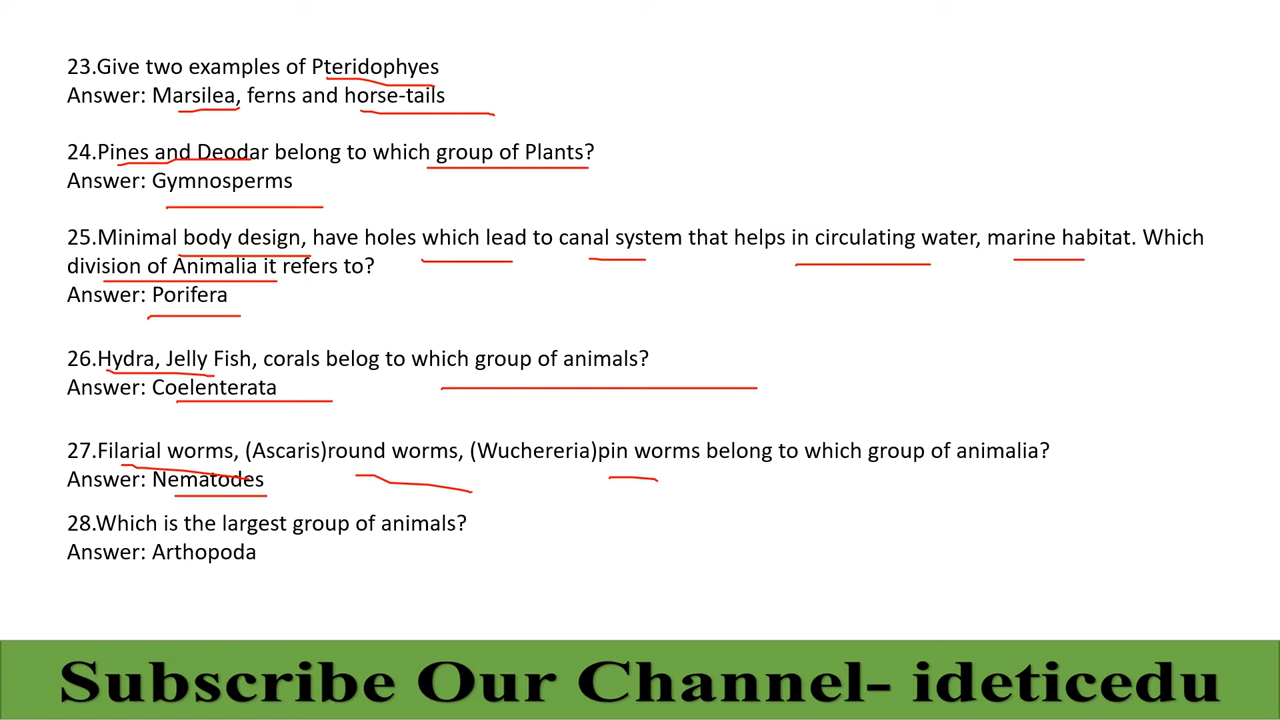 23.Give two examples of Pteridophyes
Answer: Marsilea, ferns and horse-tails
24.Pines and Deodar belong to which group of Plants?
Answer: Gymnosperms
25.Minimal body design, have holes which lead to canal system that helps in circulating water, marine habitat. Which
division of Animalia it refers to?
Answer: Porifera
26.Hydra, Jelly Fish, corals belog to which group of animals?
Answer: Coelenterata
27.Filarial worms, (Ascaris)round worms, (Wuchereria)pin worms belong to which group of animalia?
Answer: Nematodes
28.Which is the largest group of animals?
Answer: Arthopoda
Subscribe Our Channel- ideticedu